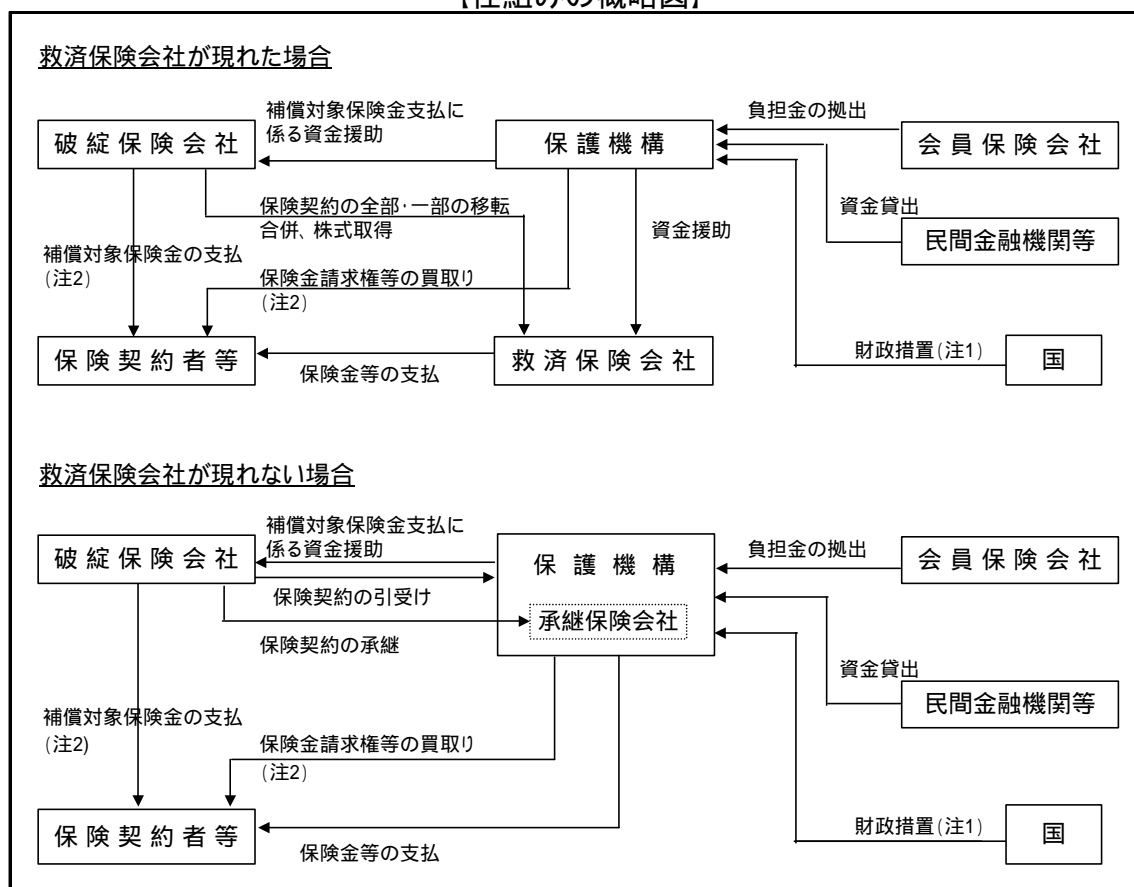 【仕組みの概略図】
救済保険会社が現れた場合
補償対象保険金支払に
係る資金援助
負担金の拠出
破綻保険会社
保護機構
会員保険会社
保険契約の全部･一部の移転
合併、株式取得
資金貸出
資金援助
民間金融機関等
補償対象保険金の支払
(注2)
保険金請求権等の買取り
(注2)
財政措置(注1)
保険契約者等
救済保険会社
国
保険金等の支払
救済保険会社が現れない場合
補償対象保険金支払に
係る資金援助
負担金の拠出
破綻保険会社
保護機構
会員保険会社
保険契約の引受け
承継保険会社
保険契約の承継
資金貸出
民間金融機関等
補償対象保険金の支払
(注2)
保険金請求権等の買取り
(注2)
財政措置(注1)
保険契約者等
国
保険金等の支払